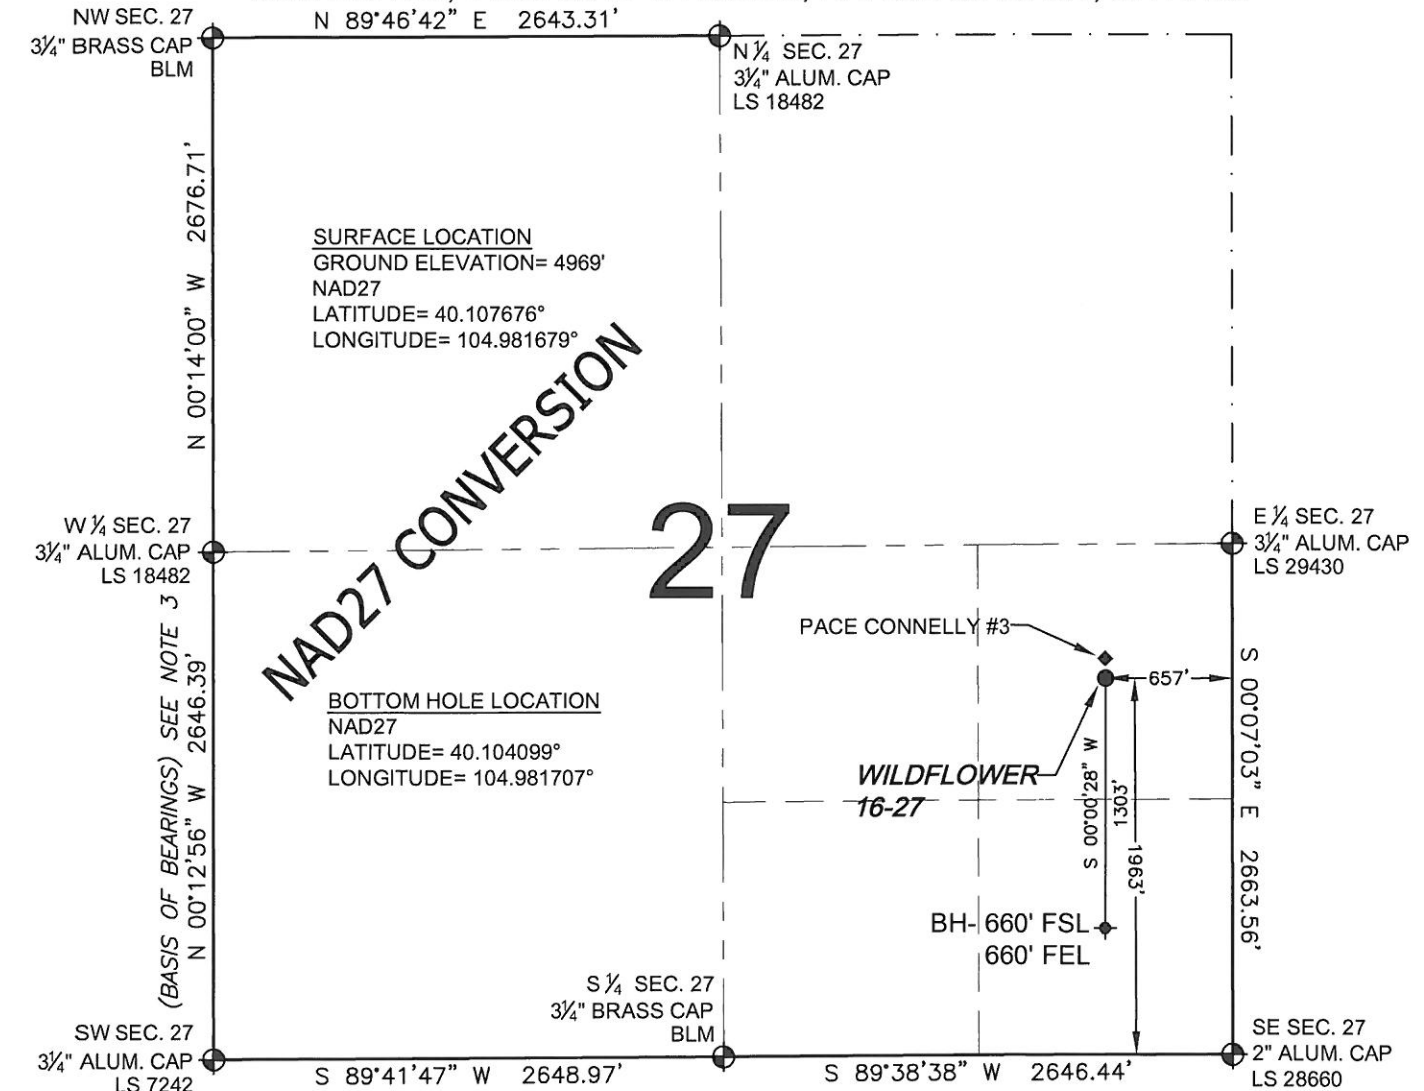 NW SEC. 27
3¼" BRASS CAP
BLM
N 89°46'42" E 2643.31'
N ¼ SEC. 27
3¼" ALUM. CAP
LS 18482
N 00°14'00" W 2676.71'
SURFACE LOCATION
GROUND ELEVATION= 4969'
NAD27
LATITUDE= 40.107676°
LONGITUDE= 104.981679°
NAD27 CONVERSION
27
W ¼ SEC. 27
3¼" ALUM. CAP
LS 18482
E ¼ SEC. 27
3¼" ALUM. CAP
LS 29430
PACE CONNELLY #3
657'
WILDFLOWER
16-27
S 00°00'28" W
1303'
1963'
S 00°07'03" E 2663.56'
(BASIS OF BEARINGS) SEE NOTE 3
N 00°12'56" W 2646.39'
BOTTOM HOLE LOCATION
NAD27
LATITUDE= 40.104099°
LONGITUDE= 104.981707°
BH- 660' FSL
660' FEL
S ¼ SEC. 27
3¼" BRASS CAP
BLM
SW SEC. 27
3¼" ALUM. CAP
LS 7242
S 89°41'47" W 2648.97'
S 89°38'38" W 2646.44'
SE SEC. 27
2" ALUM. CAP
LS 28660